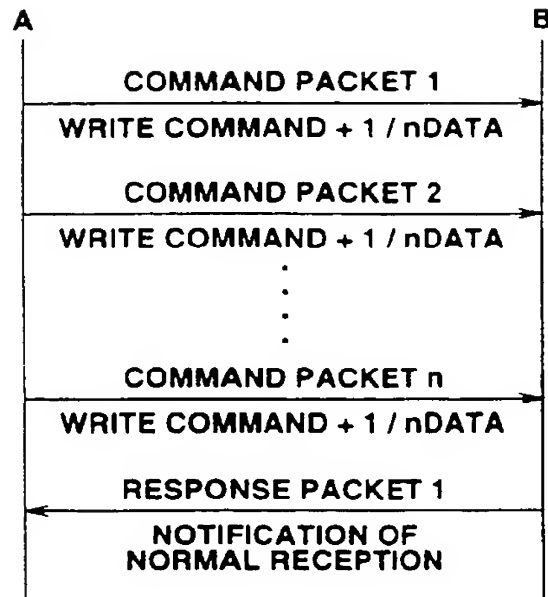 A B
COMMAND PACKET 1
WRITE COMMAND + 1 / nDATA
COMMAND PACKET 2
WRITE COMMAND + 1 / nDATA
COMMAND PACKET n
WRITE COMMAND + 1 / nDATA
RESPONSE PACKET 1
NOTIFICATION OF
NORMAL RECEPTION